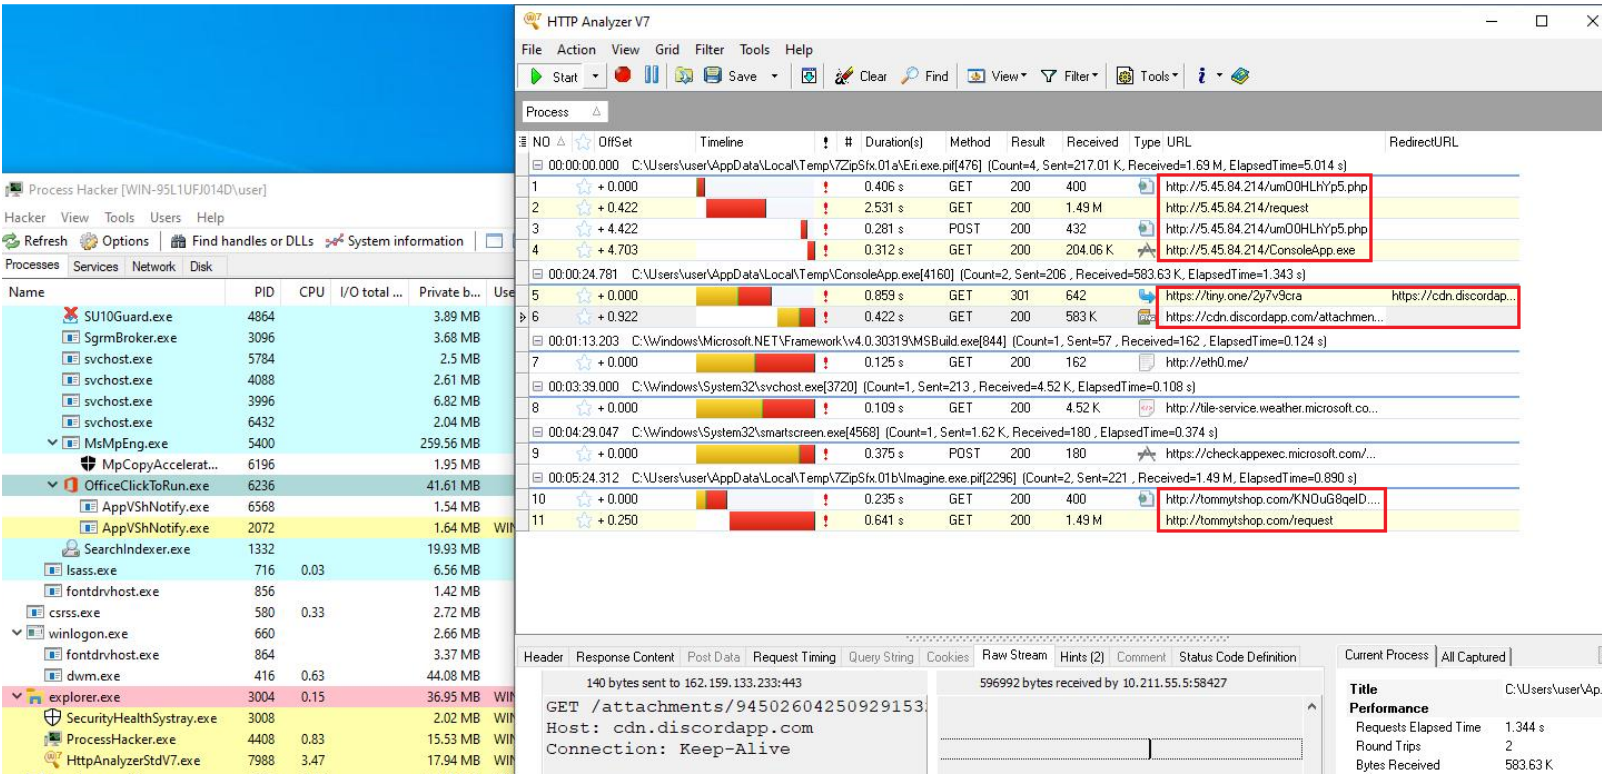 HTTP Analyzer V7
File Action View Grid Filter Tools Help
Start Save Clear Find View Filter Tools
Process
NO OffSet Timeline ! # Duration(s) Method Result Received Type URL RedirectURL
00:00:00.000 C:\Users\user\AppData\Local\Temp\7ZipSfx.01a\Eri.exe.pif[476] (Count=4, Sent=217.01 K, Received=1.69 M, ElapsedTime=5.014 s)
1 + 0.000 ! 0.406 s GET 200 400 http://5.45.84.214/umO0HLhYp5.php
2 + 0.422 ! 2.531 s GET 200 1.49 M http://5.45.84.214/request
3 + 4.422 ! 0.281 s POST 200 432 http://5.45.84.214/umO0HLhYp5.php
4 + 4.703 ! 0.312 s GET 200 204.06 K http://5.45.84.214/ConsoleApp.exe
00:00:24.781 C:\Users\user\AppData\Local\Temp\ConsoleApp.exe[4160] (Count=2, Sent=206 , Received=583.63 K, ElapsedTime=1.343 s)
5 + 0.000 ! 0.859 s GET 301 642 https://tiny.one/2y7v9cra https://cdn.discordap...
6 + 0.922 ! 0.422 s GET 200 583 K https://cdn.discordapp.com/attachmen...
00:01:13.203 C:\Windows\Microsoft.NET\Framework\v4.0.30319\MSBuild.exe[844] (Count=1, Sent=57 , Received=162 , ElapsedTime=0.124 s)
7 + 0.000 ! 0.125 s GET 200 162 http://eth0.me/
00:03:39.000 C:\Windows\System32\svchost.exe[3720] (Count=1, Sent=213 , Received=4.52 K, ElapsedTime=0.108 s)
8 + 0.000 ! 0.109 s GET 200 4.52 K http://tile-service.weather.microsoft.co...
00:04:29.047 C:\Windows\System32\smartscreen.exe[4568] (Count=1, Sent=1.62 K, Received=180 , ElapsedTime=0.374 s)
9 + 0.000 ! 0.375 s POST 200 180 https://checkappexec.microsoft.com/...
00:05:24.312 C:\Users\user\AppData\Local\Temp\7ZipSfx.01b\Imagine.exe.pif[2296] (Count=2, Sent=221 , Received=1.49 M, ElapsedTime=0.890 s)
10 + 0.000 ! 0.235 s GET 200 400 http://tommytshop.com/KNOuG8qeID....
11 + 0.250 ! 0.641 s GET 200 1.49 M http://tommytshop.com/request
Header Response Content Post Data Request Timing Query String Cookies Raw Stream Hints (2) Comment Status Code Definition
140 bytes sent to 162.159.133.233:443
GET /attachments/94502604250929153
Host: cdn.discordapp.com
Connection: Keep-Alive
596992 bytes received by 10.211.55.5:58427
Current Process All Captured
Title C:\Users\user\Ap
Performance
Requests Elapsed Time 1.344 s
Round Trips 2
Bytes Received 583.63 K
Process Hacker [WIN-95L1UFJ014D\user]
Hacker View Tools Users Help
Refresh Options Find handles or DLLs System information
Processes Services Network Disk
Name PID CPU I/O total ... Private b... Use
SU10Guard.exe 4864 3.89 MB
SgrmBroker.exe 3096 3.68 MB
svchost.exe 5784 2.5 MB
svchost.exe 4088 2.61 MB
svchost.exe 3996 6.82 MB
svchost.exe 6432 2.04 MB
MsMpEng.exe 5400 259.56 MB
MpCopyAccelerat... 6196 1.95 MB
OfficeClickToRun.exe 6236 41.61 MB
AppVShNotify.exe 6568 1.54 MB
AppVShNotify.exe 2072 1.64 MB WIN
SearchIndexer.exe 1332 19.93 MB
lsass.exe 716 0.03 6.56 MB
fontdrvhost.exe 856 1.42 MB
csrss.exe 580 0.33 2.72 MB
winlogon.exe 660 2.66 MB
fontdrvhost.exe 864 3.37 MB
dwm.exe 416 0.63 44.08 MB
explorer.exe 3004 0.15 36.95 MB WIN
SecurityHealthSystray.exe 3008 2.02 MB WIN
ProcessHacker.exe 4408 0.83 15.53 MB WIN
HttpAnalyzerStdV7.exe 7988 3.47 17.94 MB WIN